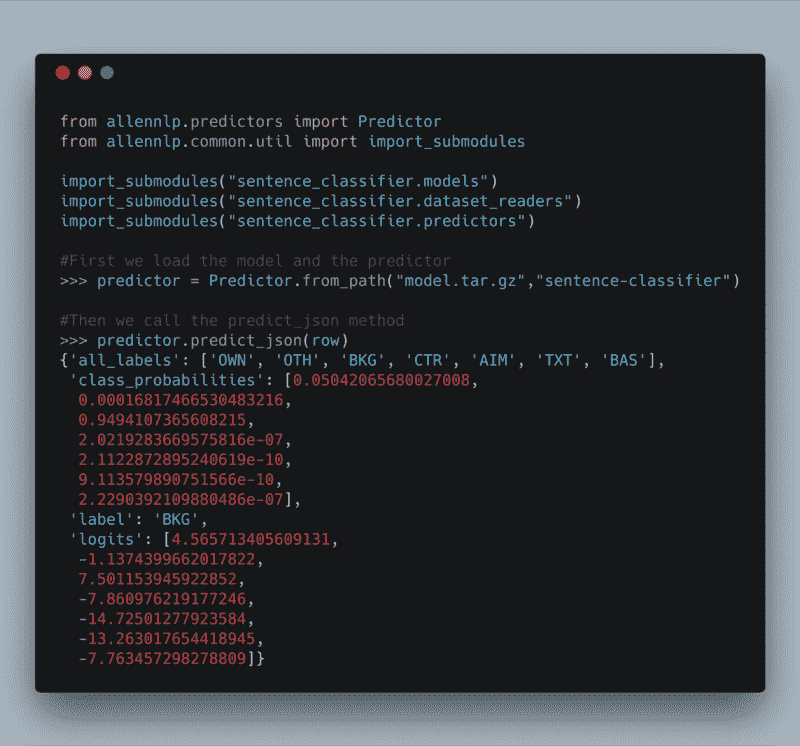 from allennlp.predictors import Predictor
from allennlp.common.util import import_submodules
import_submodules("sentence_classifier.models")
import_submodules("sentence_classifier.dataset_readers")
import_submodules("sentence_classifier.predictors")
#First we load the model and the predictor
>>> predictor = Predictor.from_path("model.tar.gz","sentence-classifier")
#Then we call the predict_json method
>>> predictor.predict_json(row)
{'all_labels': ['OWN', 'OTH', 'BKG', 'CTR', 'AIM', 'TXT', 'BAS'],
'class_probabilities': [0.05042065680027008,
0.00016817466530483216,
0.9494107365608215,
2.0219283669575816e-07,
2.1122872895240619e-10,
9.113579890751566e-10,
2.2290392109880486e-07],
'label': 'BKG',
'logits': [4.565713405609131,
-1.1374399662017822,
7.501153945922852,
-7.860976219177246,
-14.72501277923584,
-13.263017654418945,
-7.763457298278809]}